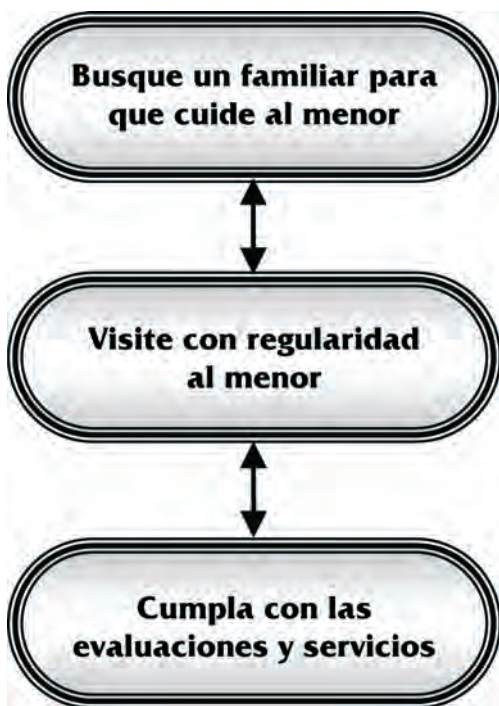 Busque un familiar para
que cuide al menor
Visite con regularidad
al menor
Cumpla con las
evaluaciones y servicios